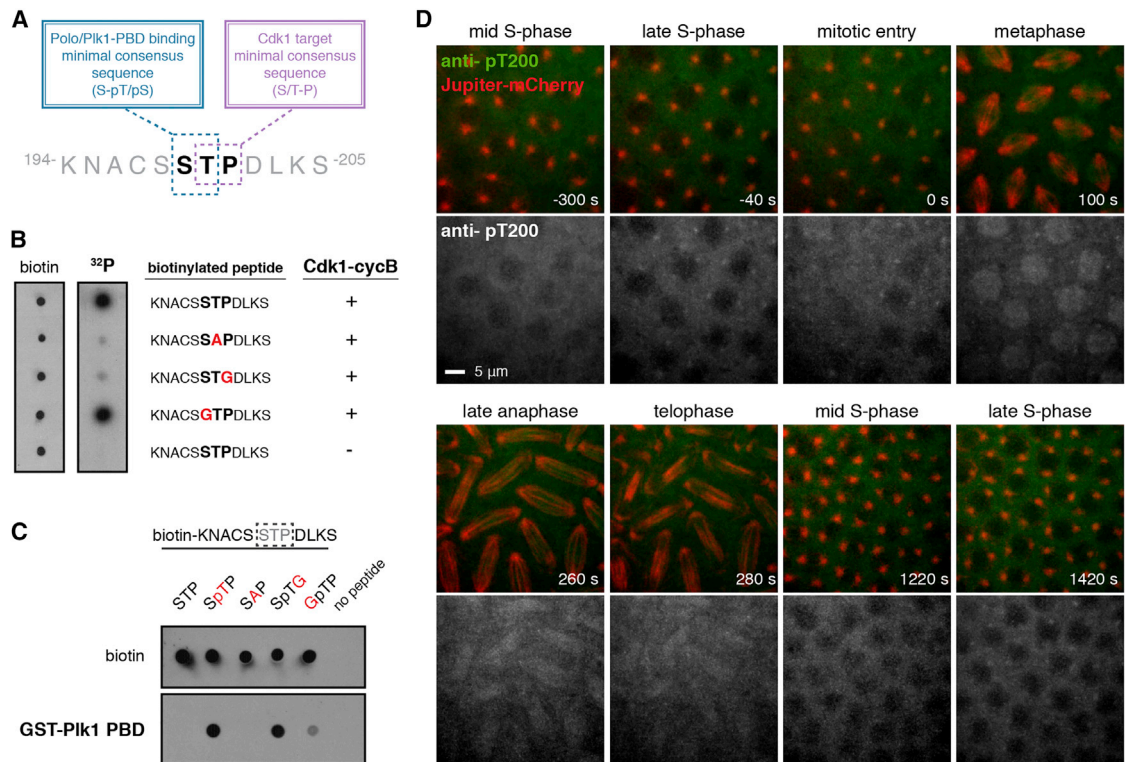 A
Polo/Plk1-PBD binding
minimal consensus
sequence
(S-pT/pS)
Cdk1 target
minimal consensus
sequence
(S/T-P)
194- K N A C S S T P D L K S -205
B
biotin
32P
biotinylated peptide
Cdk1-cycB
KNACSSTPDLKS +
KNACSSAPDLKS +
KNACSSTGDLKS +
KNACSGTPDLKS +
KNACSSTPDLKS -
C
biotin-KNACS STP DLKS
STP SpTP SAP SpTG GpTP no peptide
biotin
GST-Plk1 PBD
D
mid S-phase late S-phase mitotic entry metaphase
anti- pT200
Jupiter-mCherry
-300 s -40 s 0 s 100 s
anti- pT200
5 µm
late anaphase telophase mid S-phase late S-phase
260 s 280 s 1220 s 1420 s